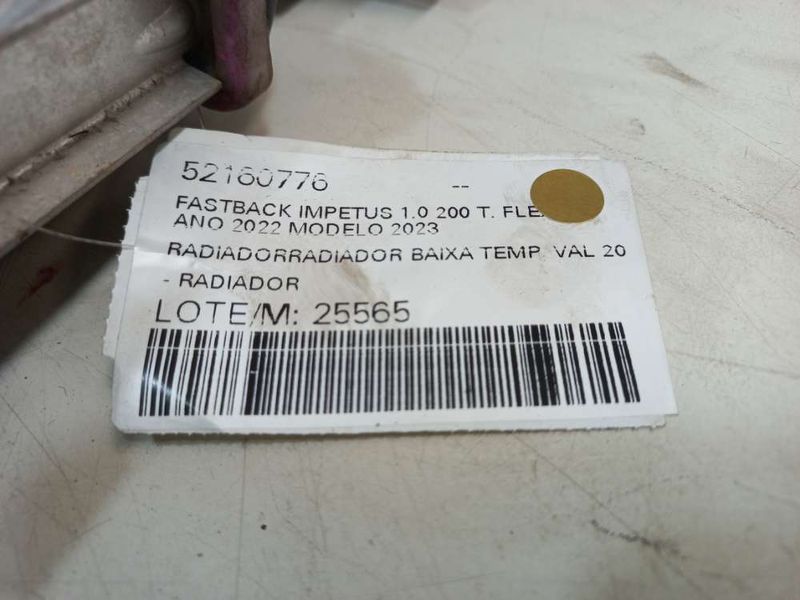 52160776 --
FASTBACK IMPETUS 1.0 200 T. FLE
ANO 2022 MODELO 2023
RADIADORRADIADOR BAIXA TEMP. VAL 20
- RADIADOR
LOTE/M: 25565